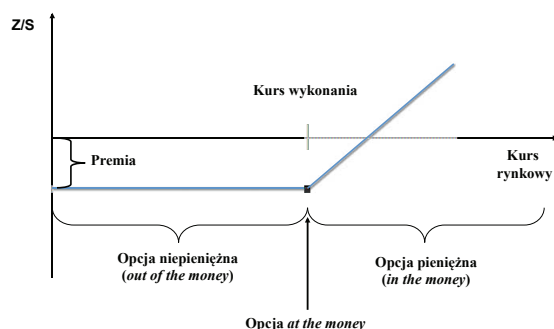 Z/S
Kurs wykonania
Premia
Kurs
rynkowy
Opcja niepieniężna
(out of the money)
Opcja pieniężna
(in the money)
Opcja at the money